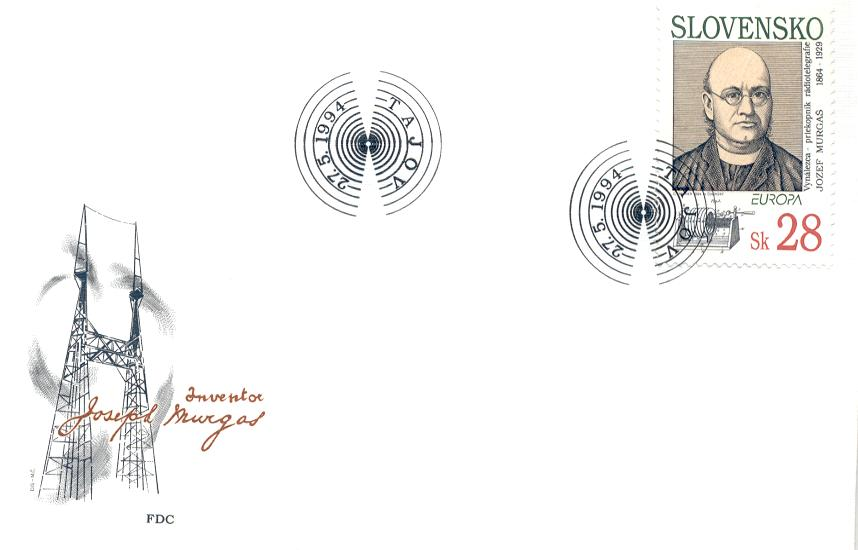 SLOVENSKO
Vynálezca - priekopník rádiotelegrafie
JOZEF MURGAŠ 1864 - 1929
EUROPA
Sk 28
27.5.1994 TAJOV
27.5.1994 TAJOV
Inventor
Joseph Murgas
FDC